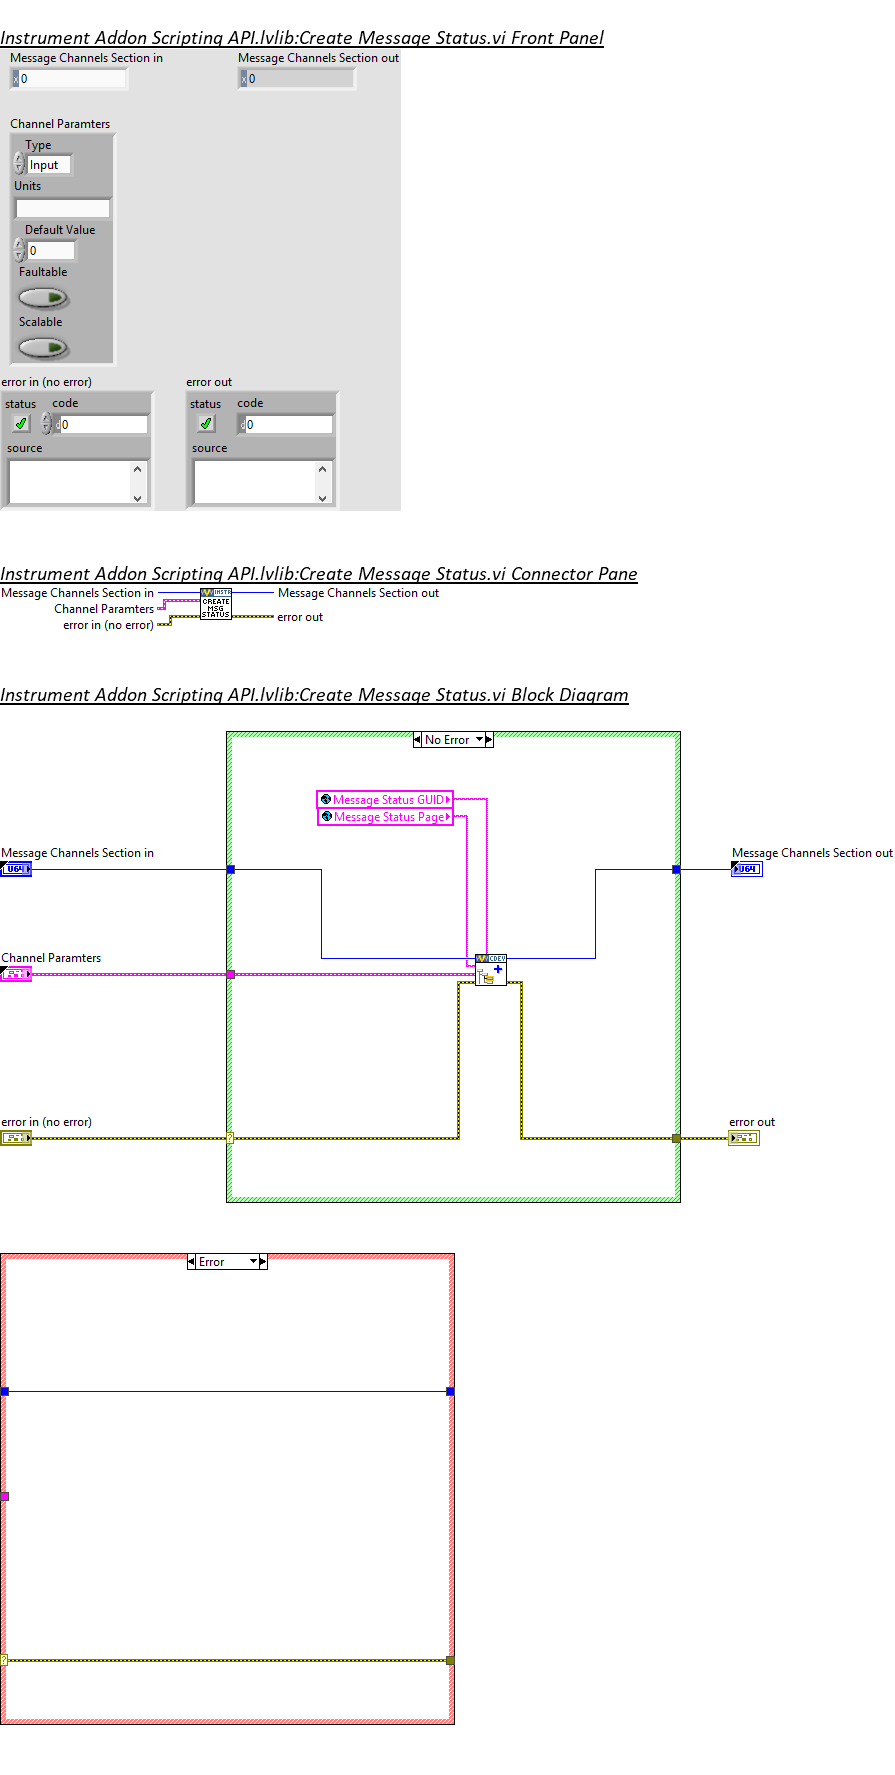 Instrument Addon Scripting API.lvlib:Create Message Status.vi Front Panel
Message Channels Section in
Message Channels Section out
x 0
x 0
Channel Paramters
Type
Input
Units
Default Value
0
Faultable
Scalable
error in (no error)
error out
status
code
status
code
0
d 0
source
source
Instrument Addon Scripting API.lvlib:Create Message Status.vi Connector Pane
Message Channels Section in
INSTR
Message Channels Section out
Channel Paramters
CREATE
MSG
STATUS
error in (no error)
error out
Instrument Addon Scripting API.lvlib:Create Message Status.vi Block Diagram
No Error
Message Status GUID
Message Status Page
Message Channels Section in
Message Channels Section out
U64
U64
Channel Paramters
CDEV
error in (no error)
error out
?
Error
?